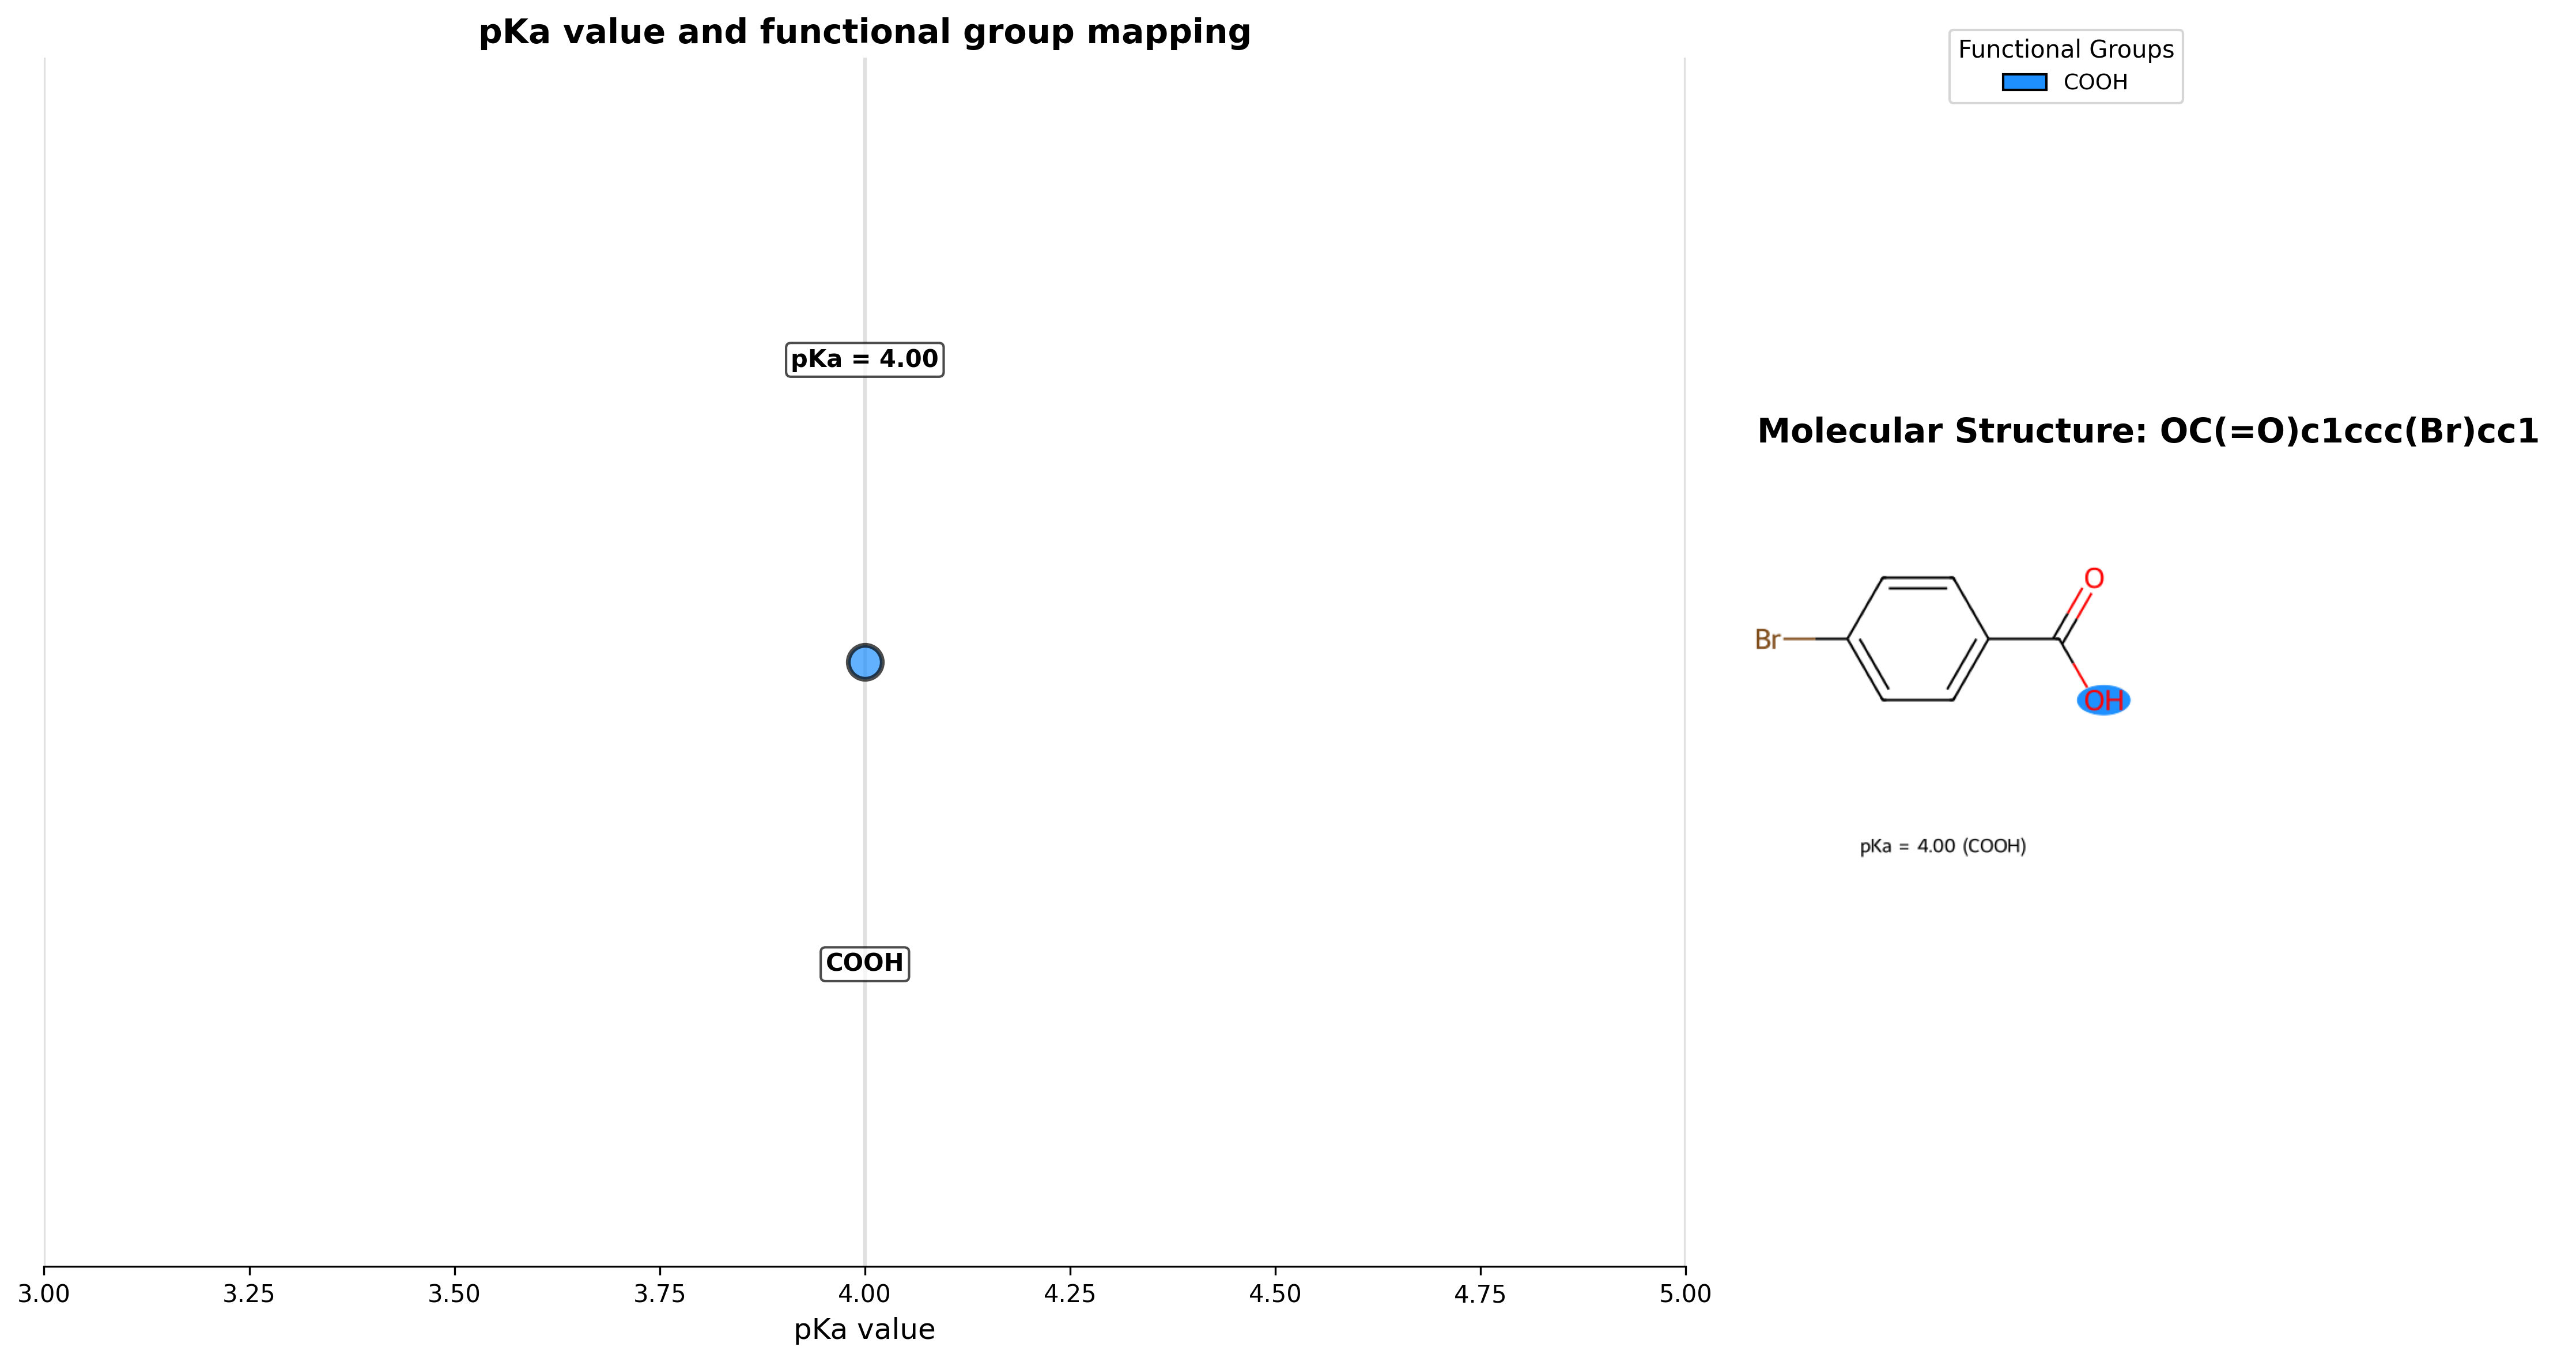 pKa value and functional group mapping
Functional Groups
COOH
pKa = 4.00
Molecular Structure: OC(=O)c1ccc(Br)cc1
O
Br
OH
pKa = 4.00 (COOH)
COOH
3.00 3.25 3.50 3.75 4.00 4.25 4.50 4.75 5.00
pKa value